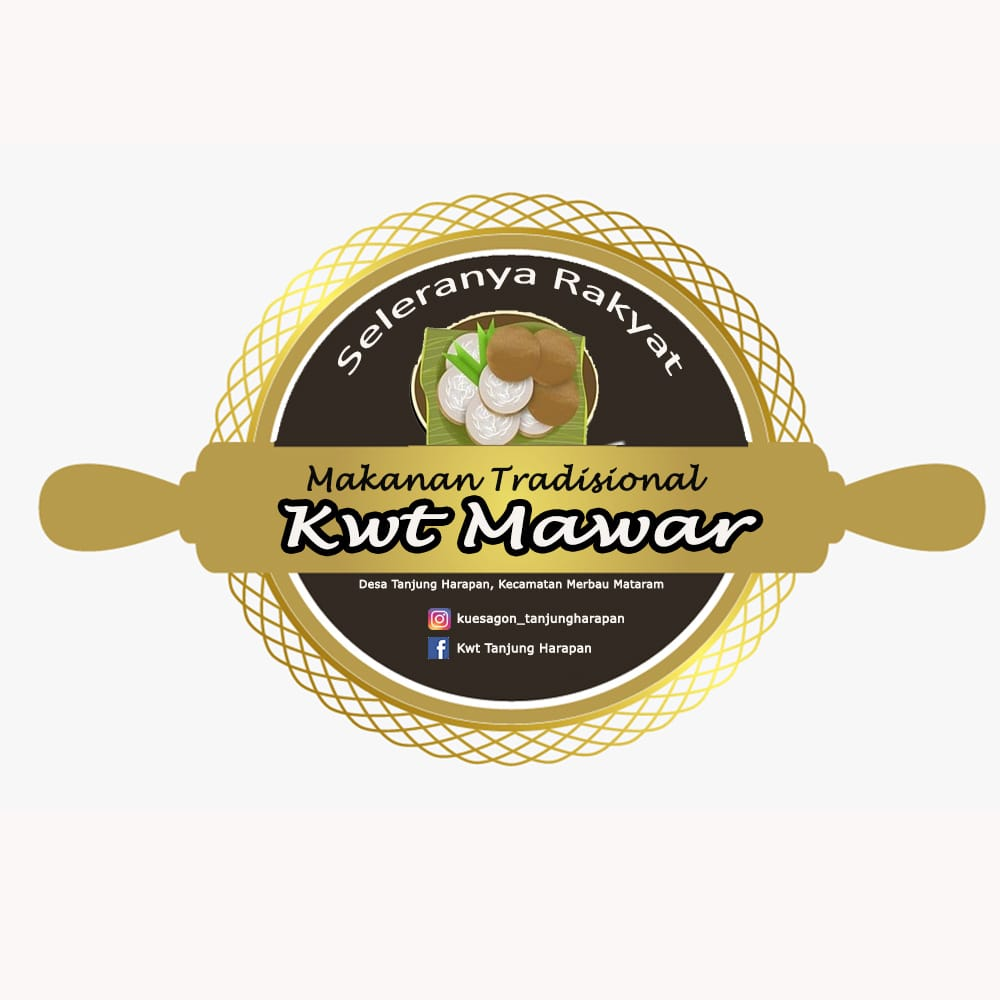 Seleranya Rakyat
Makanan Tradisional
Kwt Mawar
Desa Tanjung Harapan, Kecamatan Merbau Mataram
kuesagon_tanjungharapan
Kwt Tanjung Harapan